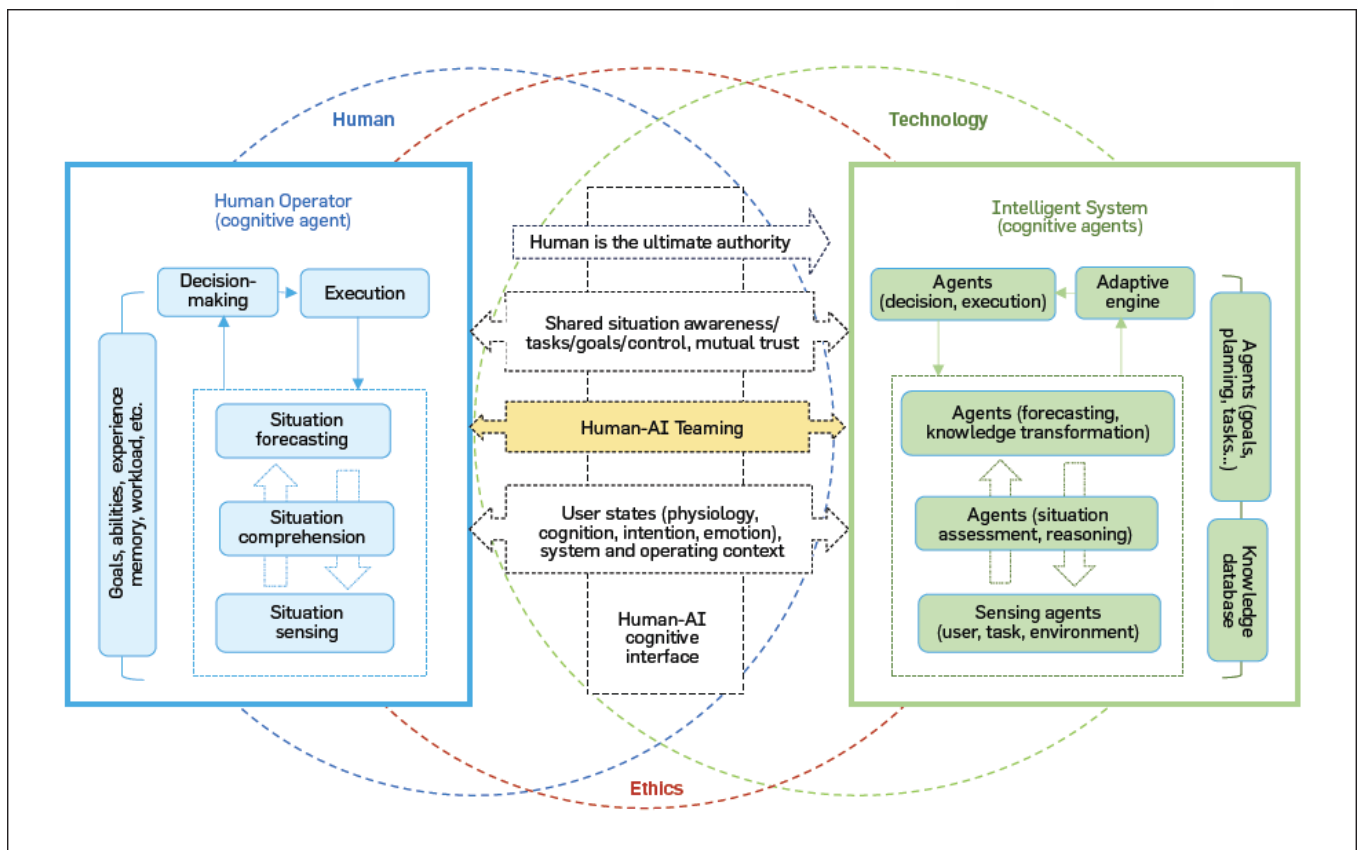 Human
Technology
Human Operator
(cognitive agent)
Decision-
making
Execution
Goals, abilities, experience
memory, workload, etc.
Situation
forecasting
Situation
comprehension
Situation
sensing
Human is the ultimate authority
Shared situation awareness/
tasks/goals/control, mutual trust
Human-AI Teaming
User states (physiology,
cognition, intention, emotion),
system and operating context
Human-AI
cognitive
interface
Intelligent System
(cognitive agents)
Agents
(decision, execution)
Adaptive
engine
Agents (forecasting,
knowledge transformation)
Agents (situation
assessment, reasoning)
Sensing agents
(user, task, environment)
Agents (goals,
planning, tasks...)
Knowledge
database
Ethics